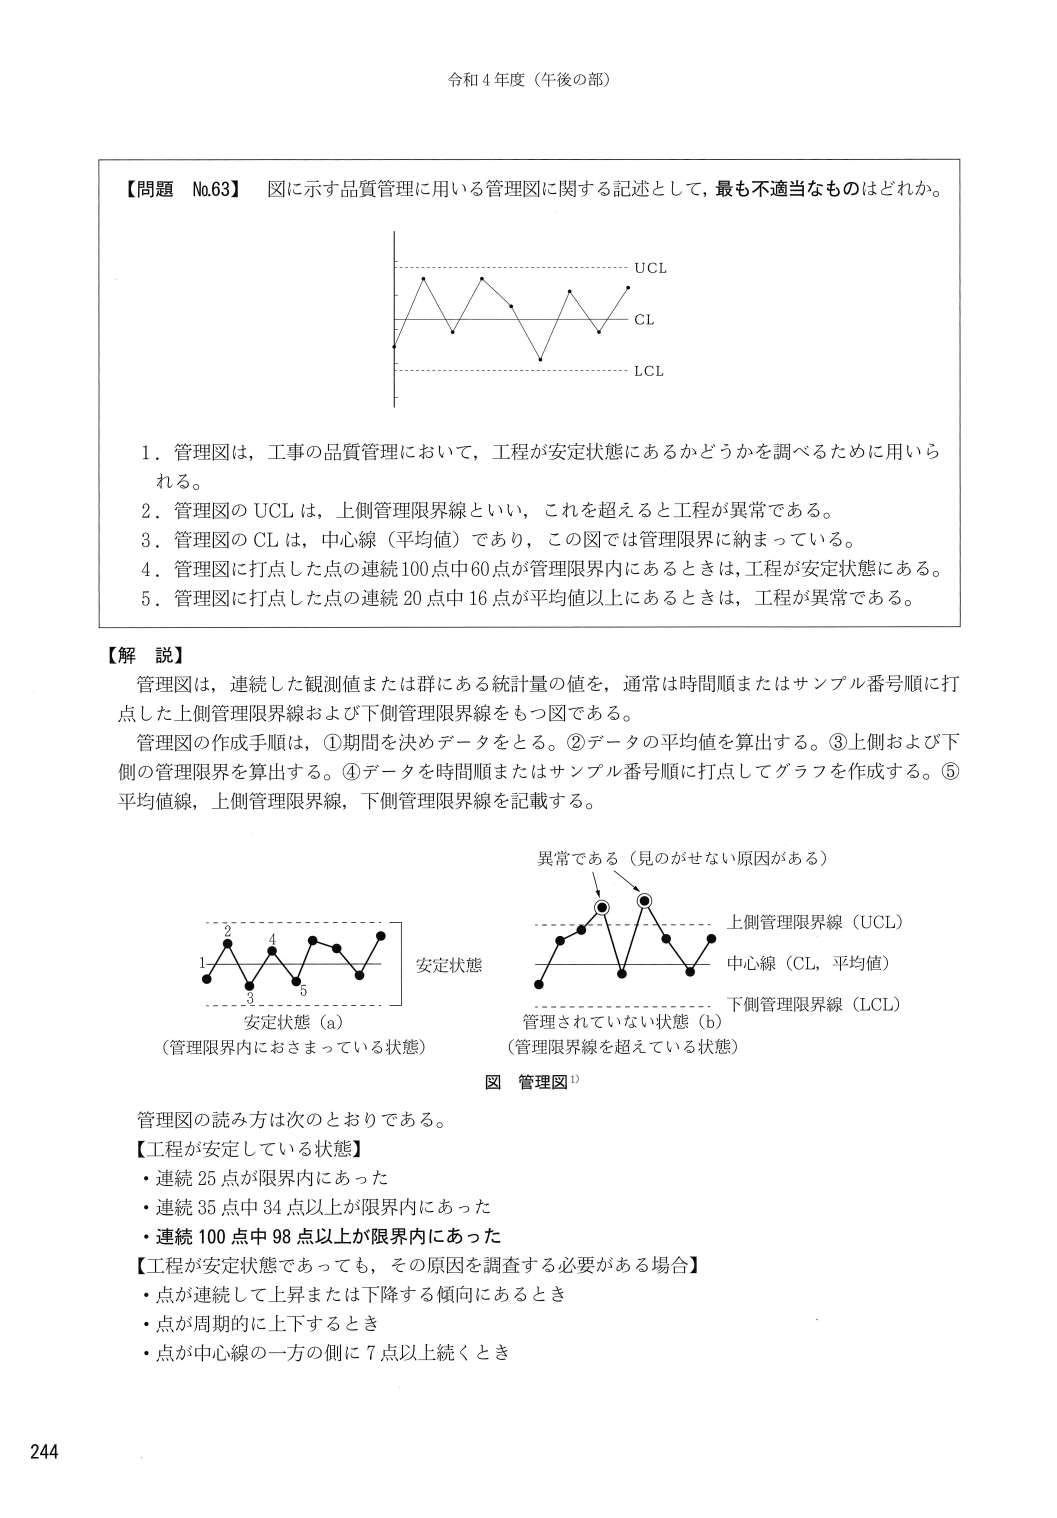 令和4年度（午後の部）
【問題　No.63】　図に示す品質管理に用いる管理図に関する記述として，最も不適当なものはどれか。
UCL
CL
LCL
1．管理図は，工事の品質管理において，工程が安定状態にあるかどうかを調べるために用いら
れる。
2．管理図の UCL は，上側管理限界線といい，これを超えると工程が異常である。
3．管理図の CL は，中心線（平均値）であり，この図では管理限界に納まっている。
4．管理図に打点した点の連続100点中60点が管理限界内にあるときは，工程が安定状態にある。
5．管理図に打点した点の連続 20 点中 16 点が平均値以上にあるときは，工程が異常である。
【解　説】
管理図は，連続した観測値または群にある統計量の値を，通常は時間順またはサンプル番号順に打
点した上側管理限界線および下側管理限界線をもつ図である。
管理図の作成手順は，①期間を決めデータをとる。②データの平均値を算出する。③上側および下
側の管理限界を算出する。④データを時間順またはサンプル番号順に打点してグラフを作成する。⑤
平均値線，上側管理限界線，下側管理限界線を記載する。
異常である（見のがせない原因がある）
1
2
3
4
5
安定状態
上側管理限界線（UCL）
中心線（CL，平均値）
下側管理限界線（LCL）
安定状態（a）
（管理限界内におさまっている状態）
管理されていない状態（b）
（管理限界線を超えている状態）
図　管理図1)
管理図の読み方は次のとおりである。
【工程が安定している状態】
・連続 25 点が限界内にあった
・連続 35 点中 34 点以上が限界内にあった
・連続 100 点中 98 点以上が限界内にあった
【工程が安定状態であっても，その原因を調査する必要がある場合】
・点が連続して上昇または下降する傾向にあるとき
・点が周期的に上下するとき
・点が中心線の一方の側に 7 点以上続くとき
244